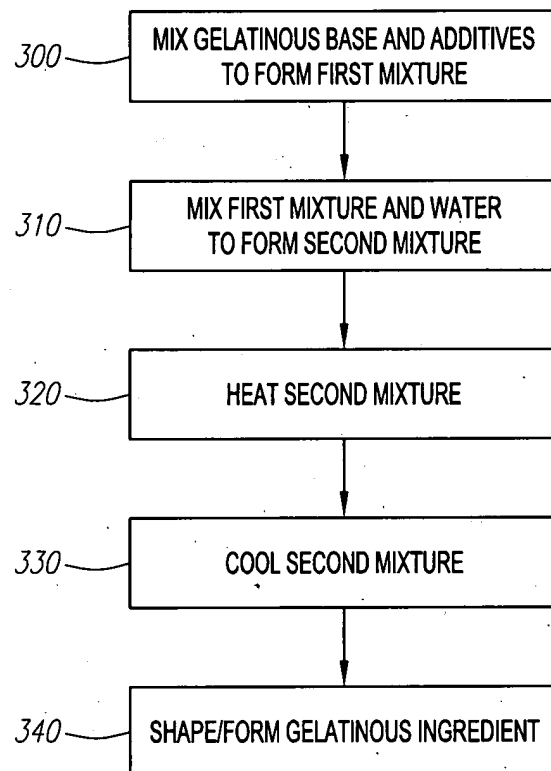 300
MIX GELATINOUS BASE AND ADDITIVES
TO FORM FIRST MIXTURE
310
MIX FIRST MIXTURE AND WATER
TO FORM SECOND MIXTURE
320
HEAT SECOND MIXTURE
330
COOL SECOND MIXTURE
340
SHAPE/FORM GELATINOUS INGREDIENT